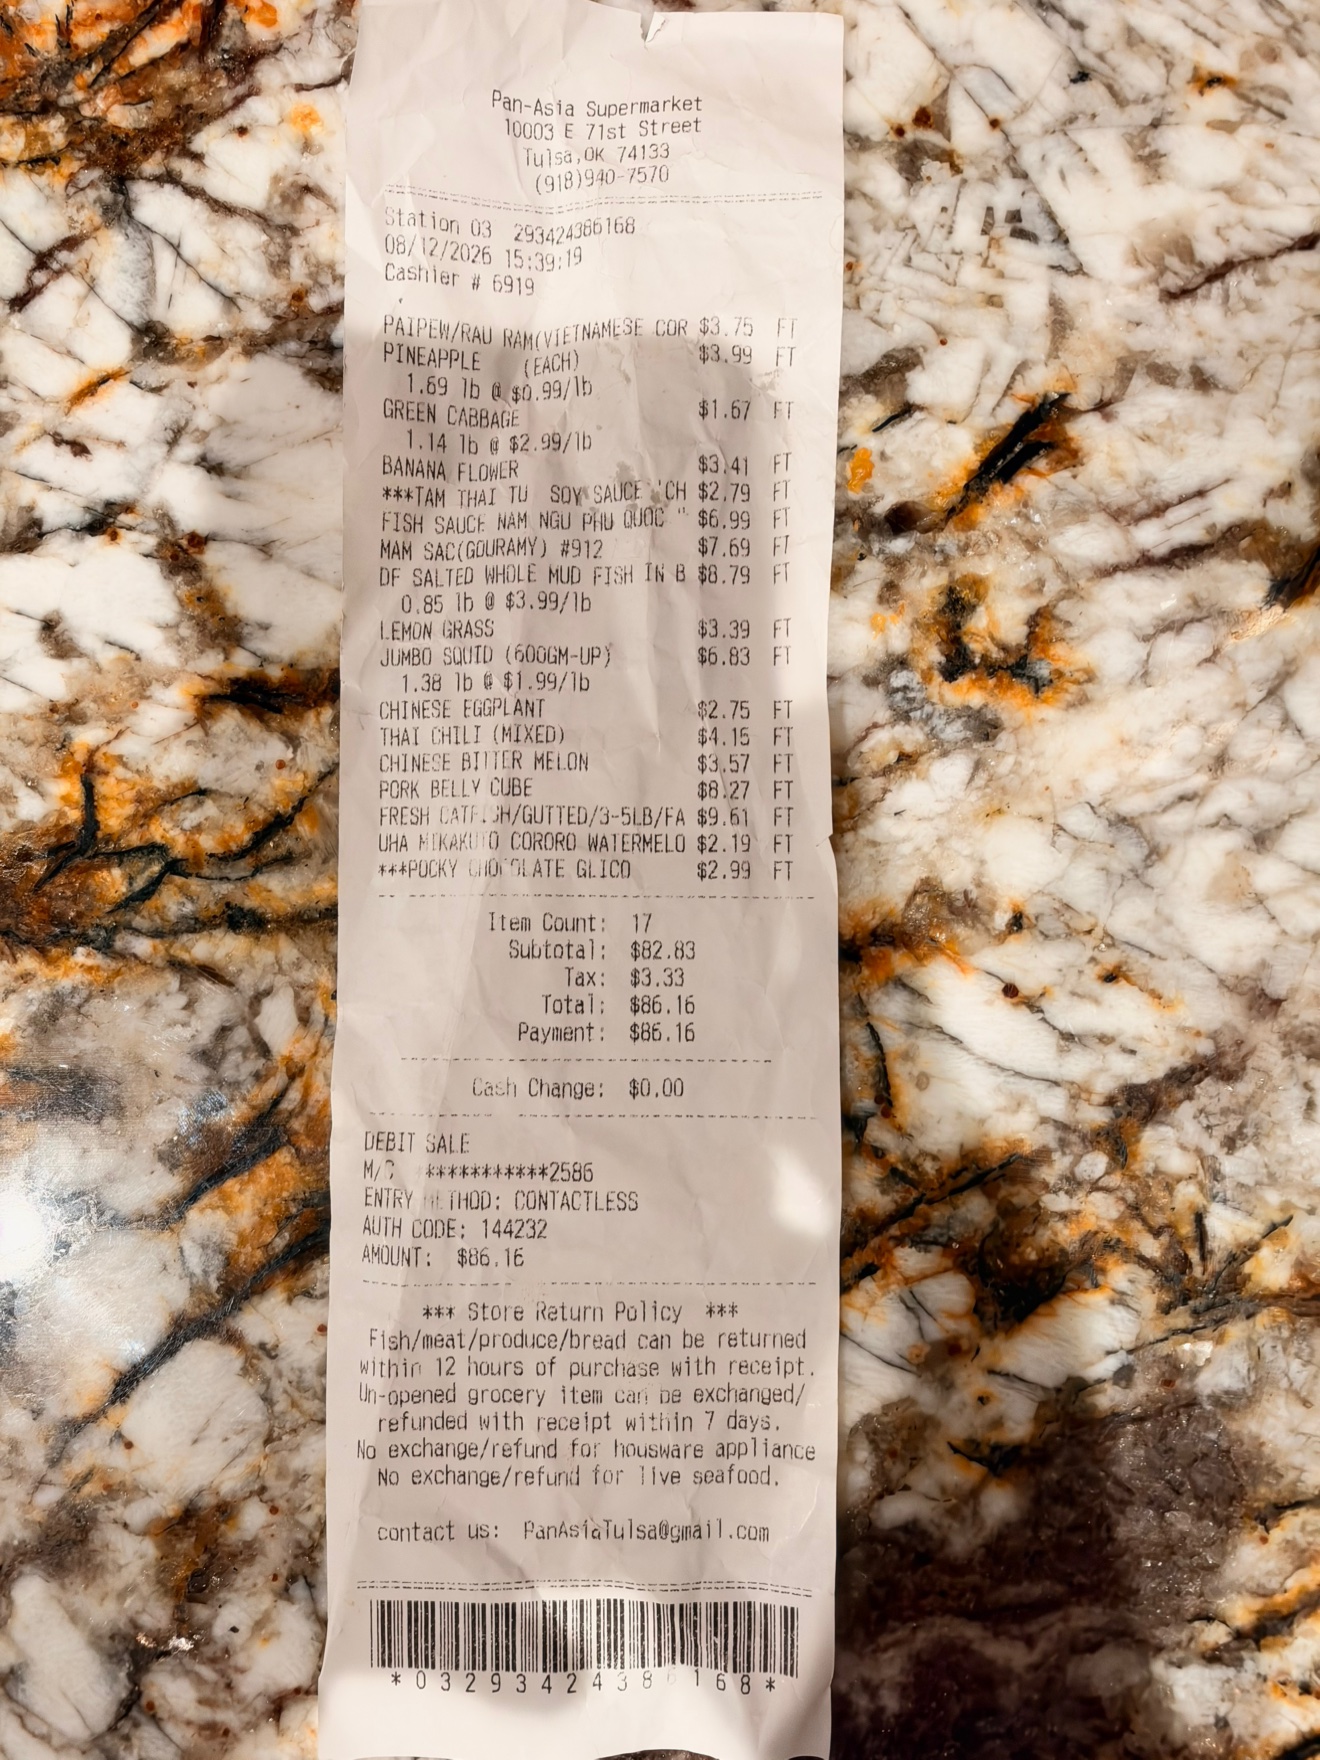 Pan-Asia Supermarket
10003 E 71st Street
Tulsa,OK 74133
(918)940-7570
Station 03 293424386168
08/12/2026 15:39:19
Cashier # 6919
PAIPEW/RAU RAM(VIETNAMESE COR $3.75 FT
PINEAPPLE (EACH) $3.99 FT
1.69 lb @ $0.99/lb
GREEN CABBAGE $1.67 FT
1.14 lb @ $2.99/lb
BANANA FLOWER $3.41 FT
***TAM THAI TU SOY SAUCE 'CH $2.79 FT
FISH SAUCE NAM NGU PHU QUOC " $6.99 FT
MAM SAC(GOURAMY) #912 $7.69 FT
DF SALTED WHOLE MUD FISH IN B $8.79 FT
0.85 lb @ $3.99/lb
LEMON GRASS $3.39 FT
JUMBO SQUID (600GM-UP) $6.83 FT
1.38 lb @ $1.99/lb
CHINESE EGGPLANT $2.75 FT
THAI CHILI (MIXED) $4.15 FT
CHINESE BITTER MELON $3.57 FT
PORK BELLY CUBE $8.27 FT
FRESH CATFISH/GUTTED/3-5LB/FA $9.61 FT
UHA MIKAKUTO CORORO WATERMELO $2.19 FT
***POCKY CHOCOLATE GLICO $2.99 FT
Item Count: 17
Subtotal: $82.83
Tax: $3.33
Total: $86.16
Payment: $86.16
Cash Change: $0.00
DEBIT SALE
M/C ***********2586
ENTRY METHOD: CONTACTLESS
AUTH CODE: 144232
AMOUNT: $86.16
*** Store Return Policy ***
Fish/meat/produce/bread can be returned
within 12 hours of purchase with receipt.
Un-opened grocery item can be exchanged/
refunded with receipt within 7 days.
No exchange/refund for housware appliance
No exchange/refund for live seafood.
contact us: PanAsiaTulsa@gmail.com
*03293424386168*